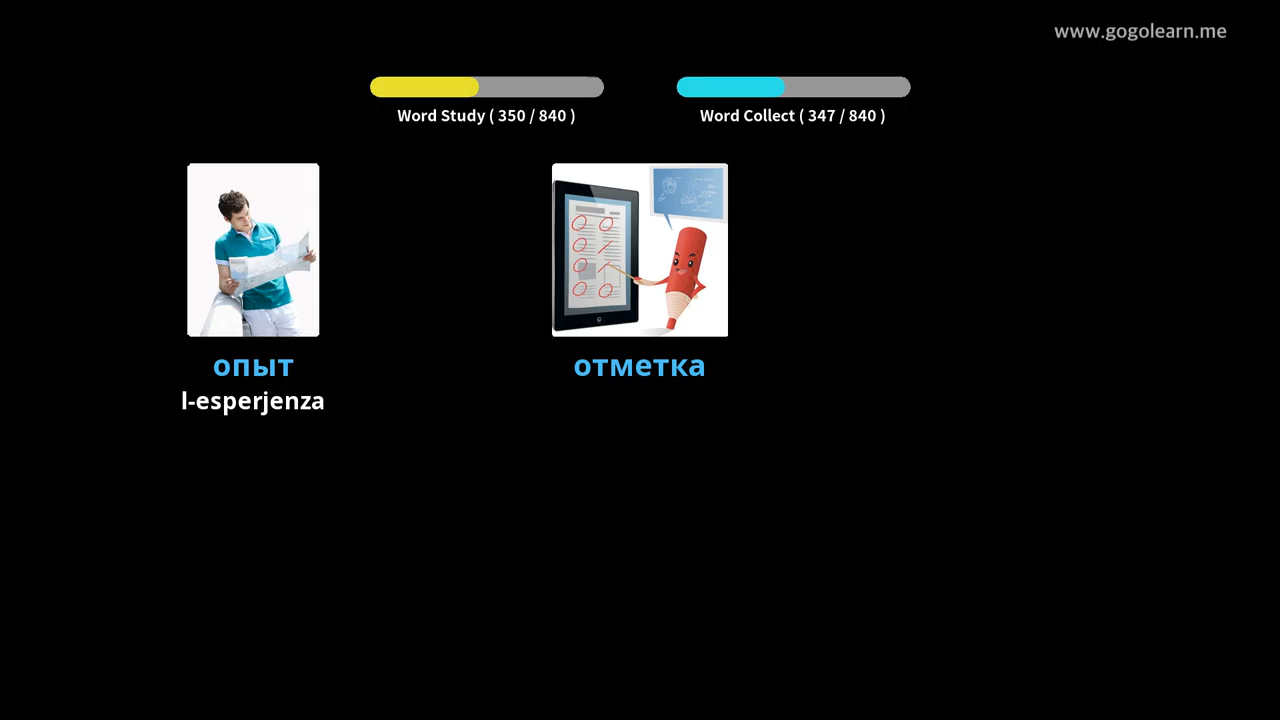 www.gogolearn.me
Word Study ( 350 / 840 )
Word Collect ( 347 / 840 )
опыт
отметка
l-esperjenza